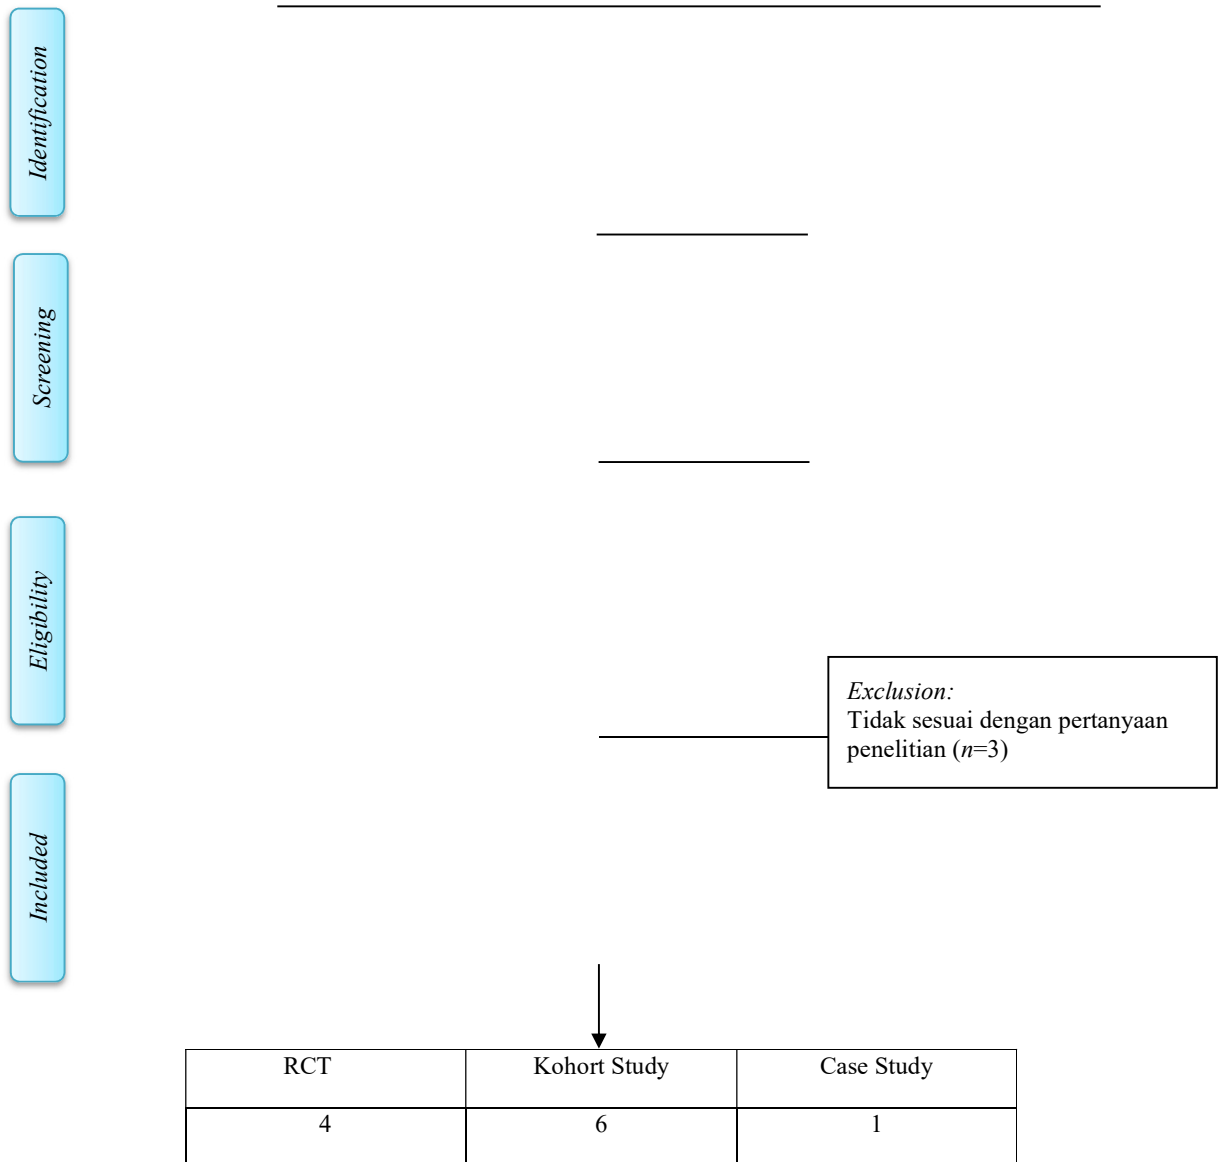 Identification
Screening
Eligibility
Exclusion:
Tidak sesuai dengan pertanyaan
penelitian (n=3)
Included
RCT Kohort Study Case Study
4 6 1